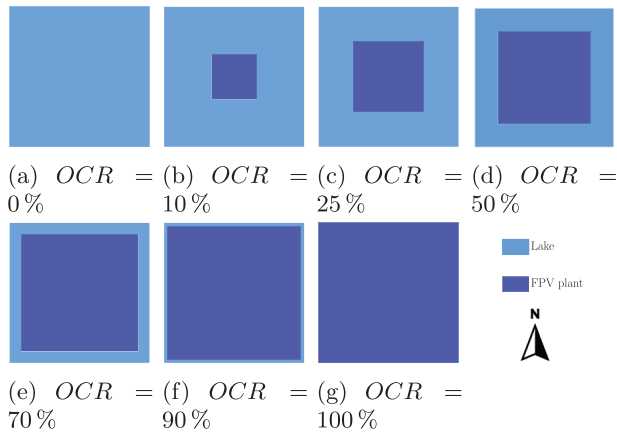 (a) OCR =
0 %
(b) OCR =
10 %
(c) OCR =
25 %
(d) OCR =
50 %
(e) OCR =
70 %
(f) OCR =
90 %
(g) OCR =
100 %
Lake
FPV plant
N